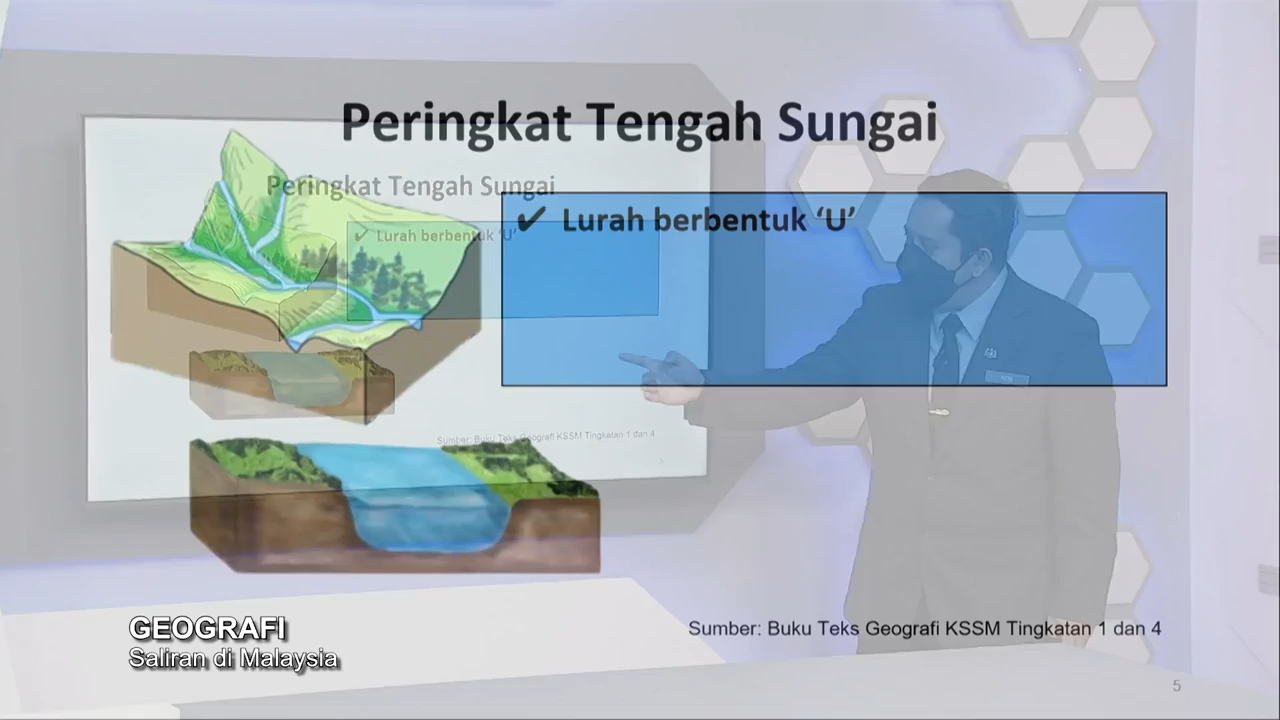 Peringkat Tengah Sungai
Peringkat Tengah Sungai
✔ Lurah berbentuk ‘U’
✔ Lurah berbentuk ‘U’
Sumber: Buku Teks Geografi KSSM Tingkatan 1 dan 4
GEOGRAFI
Saliran di Malaysia
Sumber: Buku Teks Geografi KSSM Tingkatan 1 dan 4
5